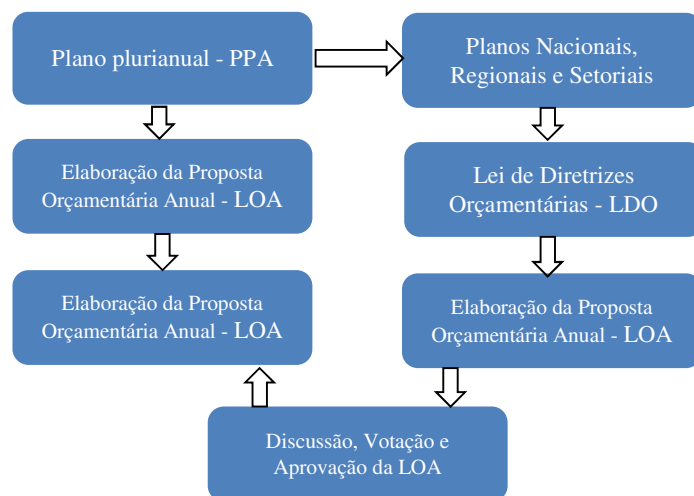 Plano plurianual - PPA
Planos Nacionais,
Regionais e Setoriais
Elaboração da Proposta
Orçamentária Anual - LOA
Lei de Diretrizes
Orçamentárias - LDO
Elaboração da Proposta
Orçamentária Anual - LOA
Elaboração da Proposta
Orçamentária Anual - LOA
Discussão, Votação e
Aprovação da LOA